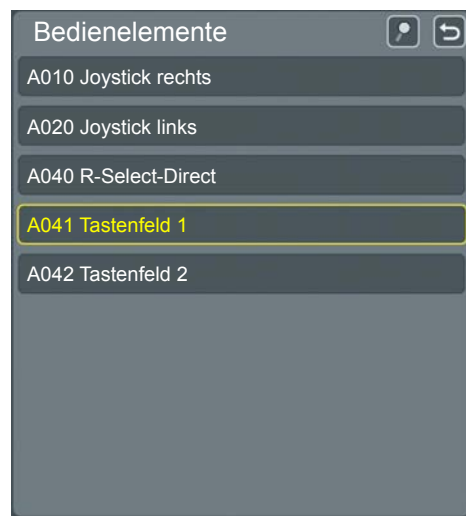 Bedienelemente
A010 Joystick rechts
A020 Joystick links
A040 R-Select-Direct
A041 Tastenfeld 1
A042 Tastenfeld 2